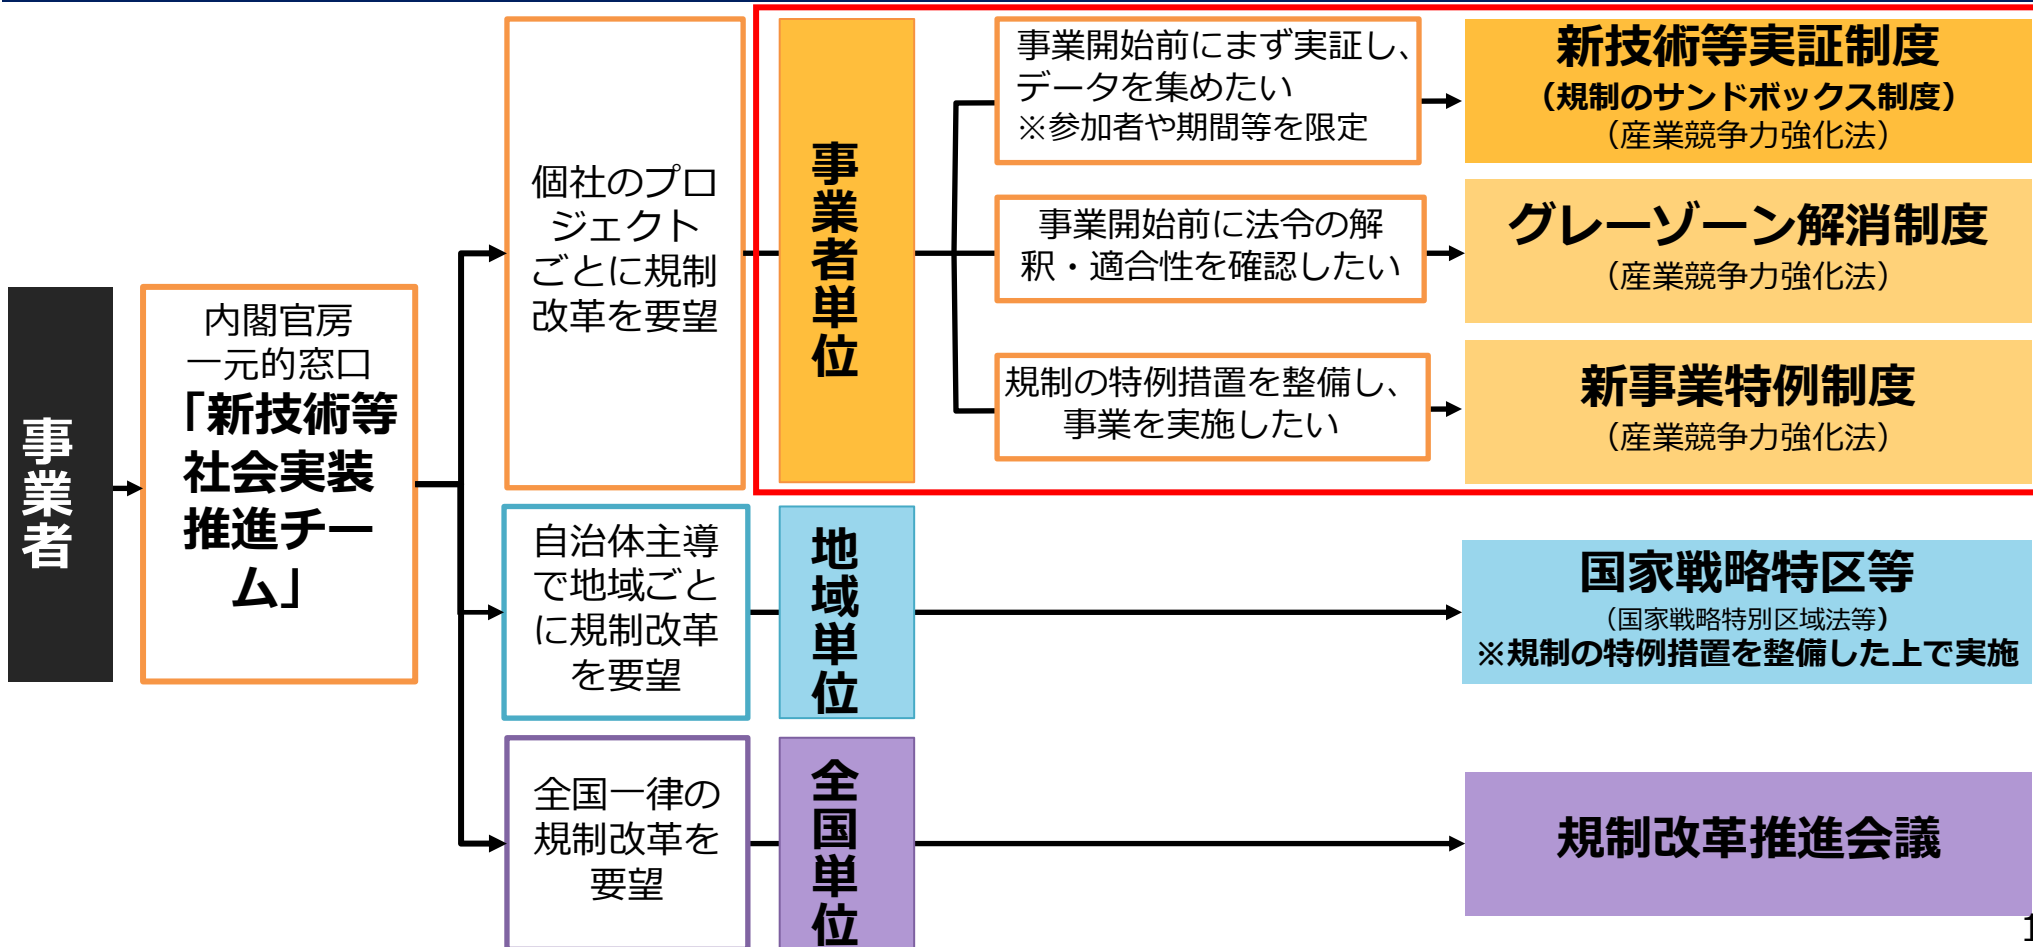 事業者
内閣官房
一元的窓口
「新技術等
社会実装
推進チー
ム」
個社のプロ
ジェクト
ごとに規制
改革を要望
事業者単位
事業開始前にまず実証し、
データを集めたい
※参加者や期間等を限定
新技術等実証制度
（規制のサンドボックス制度）
（産業競争力強化法）
事業開始前に法令の解
釈・適合性を確認したい
グレーゾーン解消制度
（産業競争力強化法）
規制の特例措置を整備し、
事業を実施したい
新事業特例制度
（産業競争力強化法）
自治体主導
で地域ごと
に規制改革
を要望
地域単位
国家戦略特区等
（国家戦略特別区域法等）
※規制の特例措置を整備した上で実施
全国一律の
規制改革を
要望
全国単位
規制改革推進会議